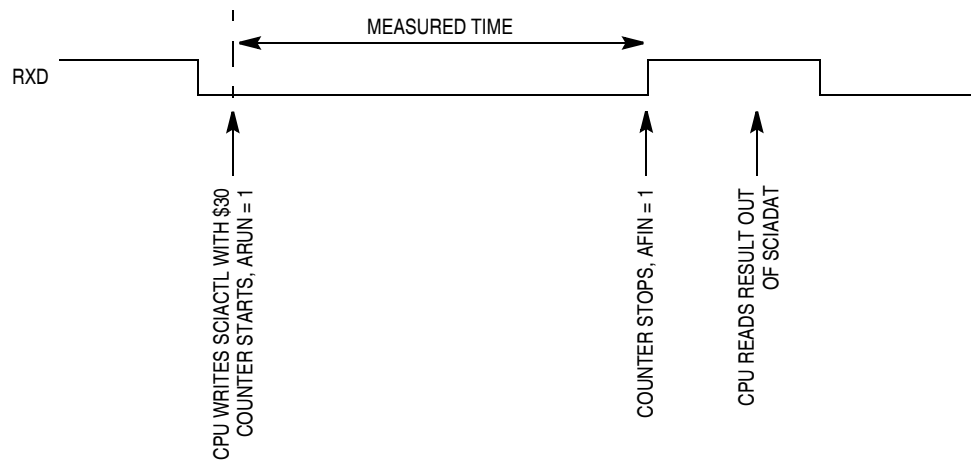 MEASURED TIME
RXD
CPU WRITES SCIACTL WITH $30
COUNTER STARTS, ARUN = 1
COUNTER STOPS, AFIN = 1
CPU READS RESULT OUT
OF SCIADAT